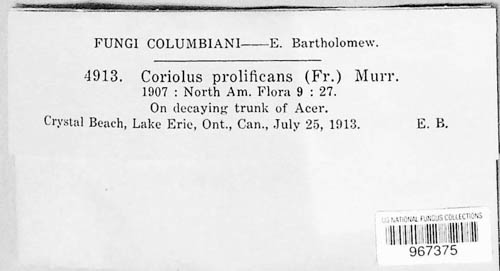 FUNGI COLUMBIANI—E. Bartholomew.
4913. Coriolus prolificans (Fr.) Murr.
1907 : North Am. Flora 9 : 27.
On decaying trunk of Acer.
Crystal Beach, Lake Erie, Ont., Can., July 25, 1913. E. B.
US NATIONAL FUNGUS COLLECTIONS
967375